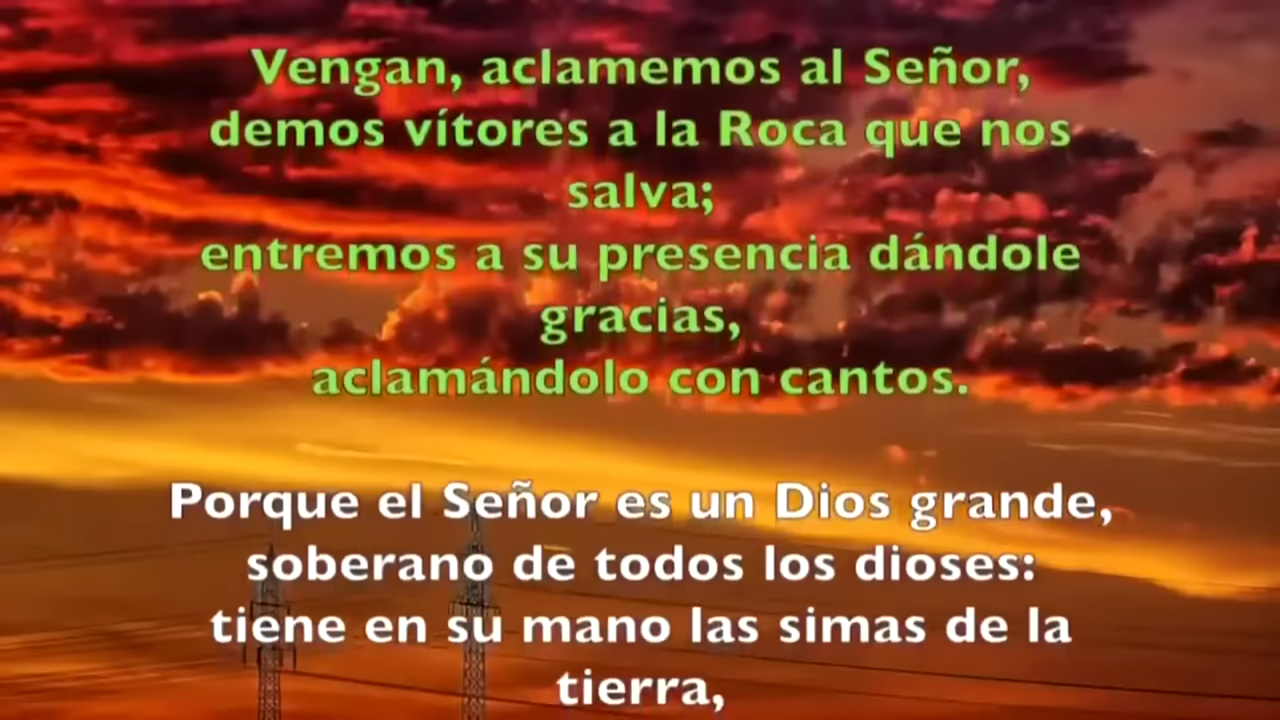 Vengan, aclamemos al Señor,
demos vítores a la Roca que nos
salva;
entremos a su presencia dándole
gracias,
aclamándolo con cantos.
Porque el Señor es un Dios grande,
soberano de todos los dioses:
tiene en su mano las simas de la
tierra,